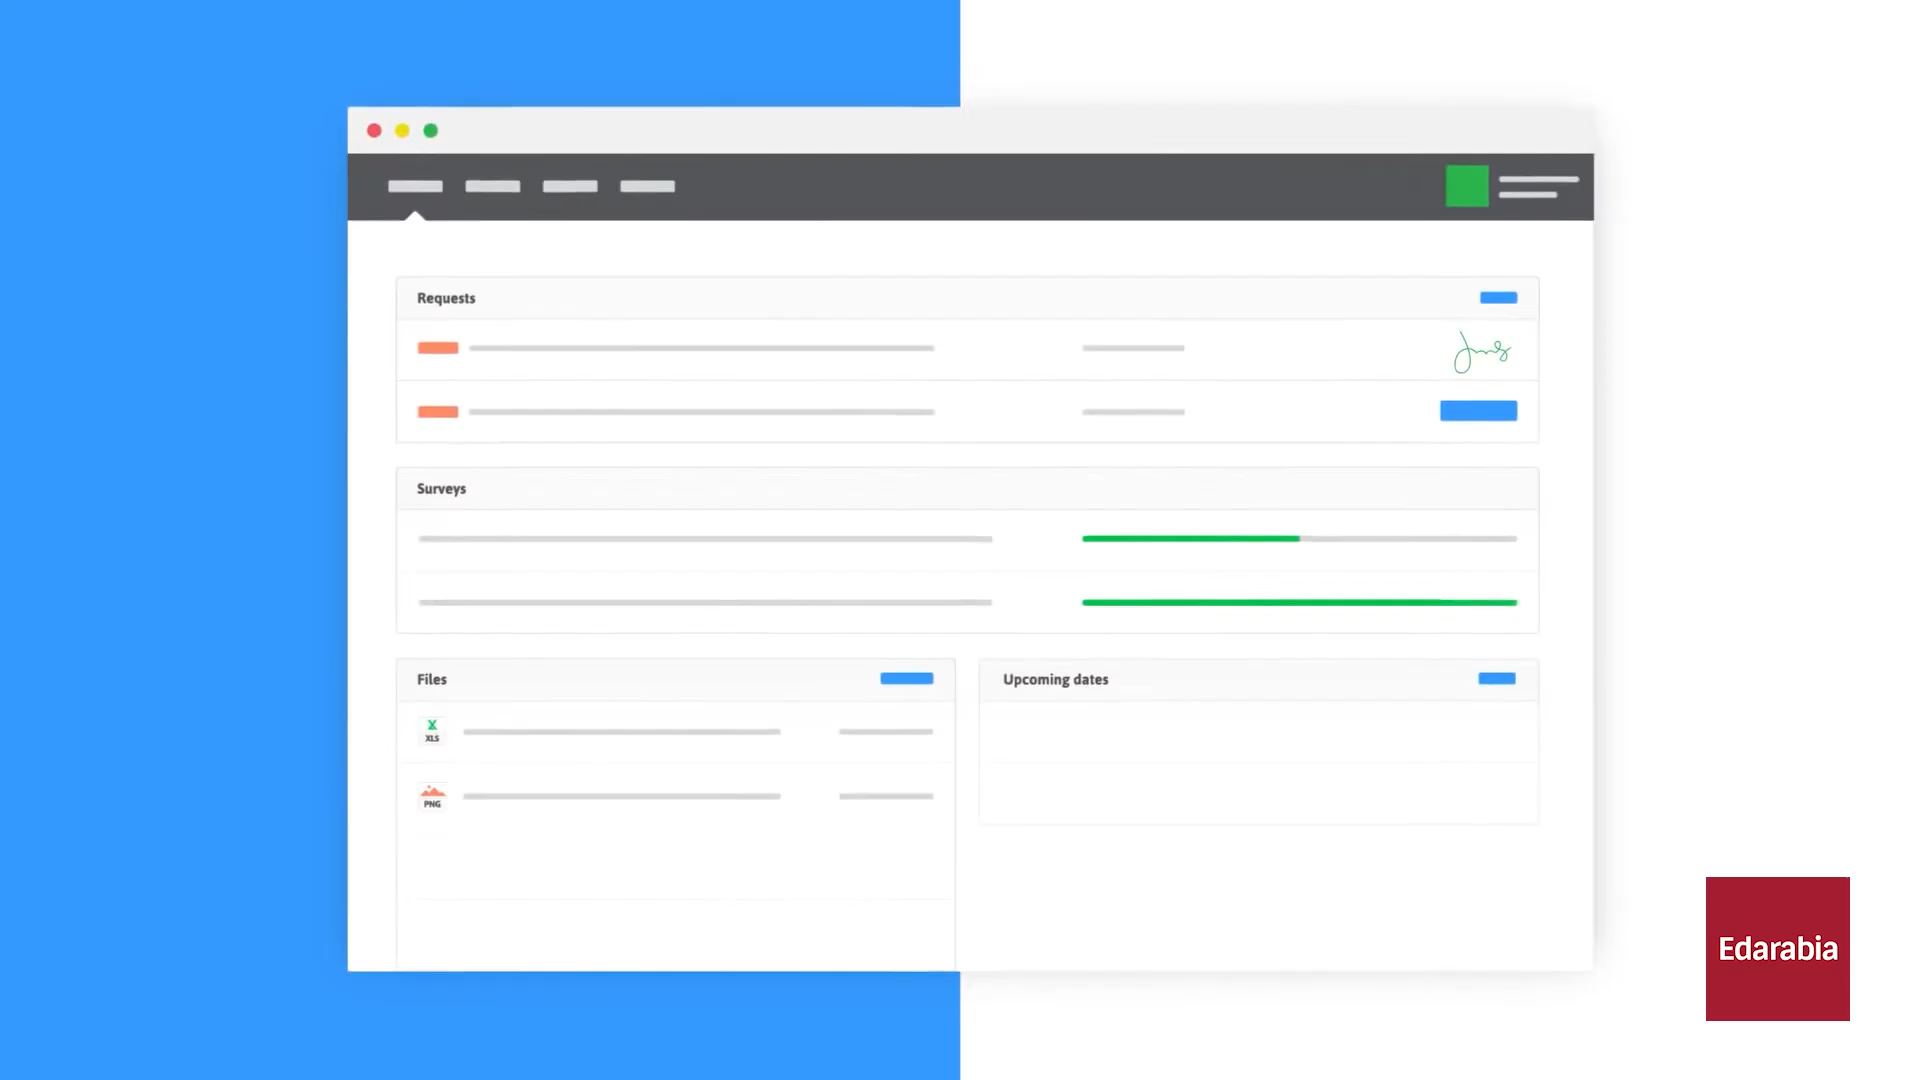 Requests
Surveys
Files
Upcoming dates
XLS
PNG
Edarabia